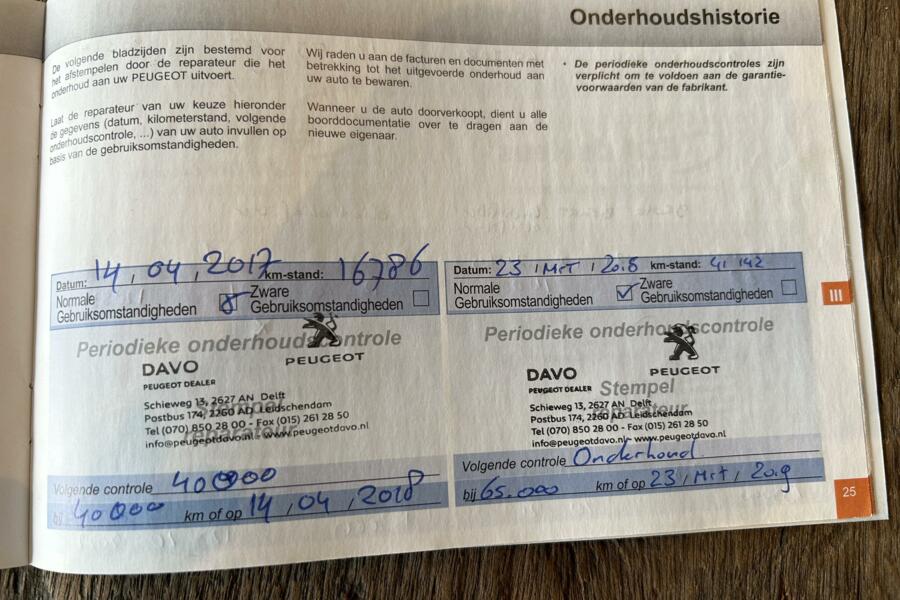 Onderhoudshistorie
De volgende bladzijden zijn bestemd voor
het afstempelen door de reparateur die het
onderhoud aan uw PEUGEOT uitvoert.
Laat de reparateur van uw keuze hieronder
de gegevens (datum, kilometerstand, volgende
onderhoudscontrole, ...) van uw auto invullen op
basis van de gebruiksomstandigheden.
Wij raden u aan de facturen en documenten met
betrekking tot het uitgevoerde onderhoud aan
uw auto te bewaren.
Wanneer u de auto doorverkoopt, dient u alle
boorddocumentatie over te dragen aan de
nieuwe eigenaar.
• De periodieke onderhoudscontroles zijn
verplicht om te voldoen aan de garantie-
voorwaarden van de fabrikant.
Datum: 14, 04, 2017 km-stand: 16786
Normale
Gebruiksomstandigheden
Zware
Gebruiksomstandigheden
Periodieke onderhoudscontrole
PEUGEOT
DAVO
PEUGEOT DEALER
Stempel
reparateur
Schieweg 13, 2627 AN Delft
Postbus 174, 2260 AD Leidschendam
Tel (070) 850 28 00 - Fax (015) 261 28 50
info@peugeotdavo.nl - www.peugeotdavo.nl
Volgende controle 40000
bij 40000 km of op 14, 04, 2018
Datum: 23 / MRT / 2018 km-stand: 41 142
Normale
Gebruiksomstandigheden
Zware
Gebruiksomstandigheden
Periodieke onderhoudscontrole
PEUGEOT
DAVO
PEUGEOT DEALER
Stempel
reparateur
Schieweg 13, 2627 AN Delft
Postbus 174, 2260 AD Leidschendam
Tel (070) 850 28 00 - Fax (015) 261 28 50
info@peugeotdavo.nl - www.peugeotdavo.nl
Volgende controle Onderhoud
bij 65.000 km of op 23, MRT, 2019
III
25